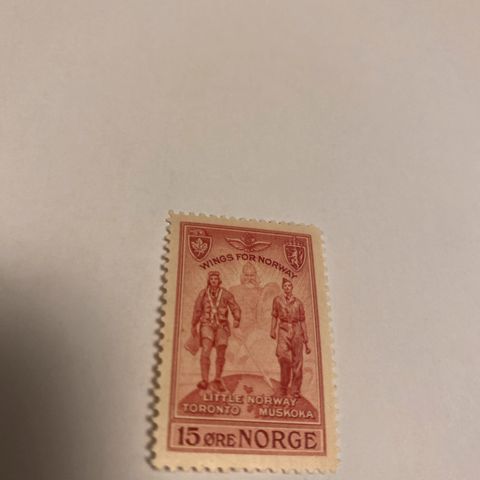 WINGS FOR NORWAY
LITTLE NORWAY
TORONTO MUSKOKA
15 ØRE NORGE